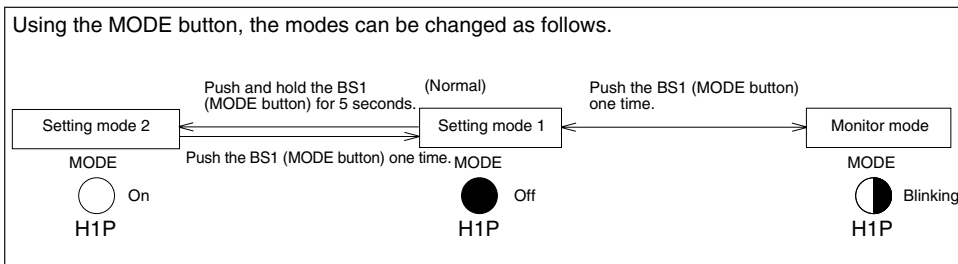 Using the MODE button, the modes can be changed as follows.
Push and hold the BS1
(MODE button) for 5 seconds.
(Normal)
Push the BS1 (MODE button)
one time.
Setting mode 2
Setting mode 1
Monitor mode
Push the BS1 (MODE button) one time.
MODE
On
H1P
MODE
Off
H1P
MODE
Blinking
H1P